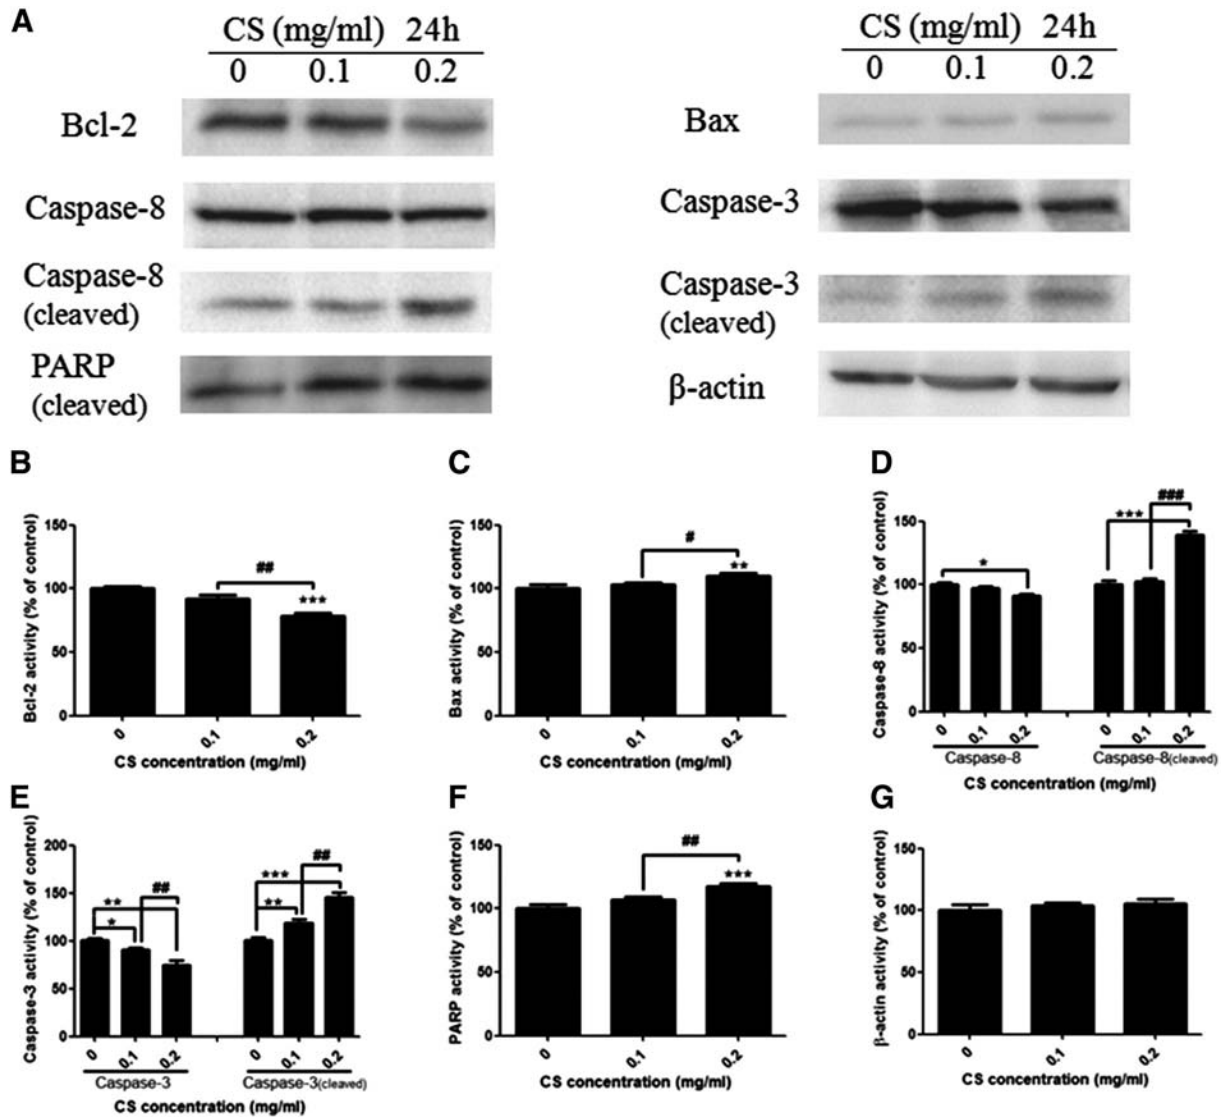 A
CS (mg/ml) 24h
0 0.1 0.2
Bcl-2
Caspase-8
Caspase-8
(cleaved)
PARP
(cleaved)
CS (mg/ml) 24h
0 0.1 0.2
Bax
Caspase-3
Caspase-3
(cleaved)
β-actin
B
Bcl-2 activity (% of control)
150
100
50
0
##
***
0 0.1 0.2
CS concentration (mg/ml)
C
Bax activity (% of control)
150
100
50
0
#
**
0 0.1 0.2
CS concentration (mg/ml)
D
Caspase-8 activity (% of control)
150
100
50
0
*
***
###
0 0.1 0.2 0 0.1 0.2
Caspase-8 Caspase-8(cleaved)
CS concentration (mg/ml)
E
Caspase-3 activity (% of control)
200
150
100
50
0
**
*
##
***
**
##
0 0.1 0.2 0 0.1 0.2
Caspase-3 Caspase-3(cleaved)
CS concentration (mg/ml)
F
PARP activity (% of control)
150
100
50
0
##
***
0 0.1 0.2
CS concentration (mg/ml)
G
β-actin activity (% of control)
150
100
50
0
0 0.1 0.2
CS concentration (mg/ml)